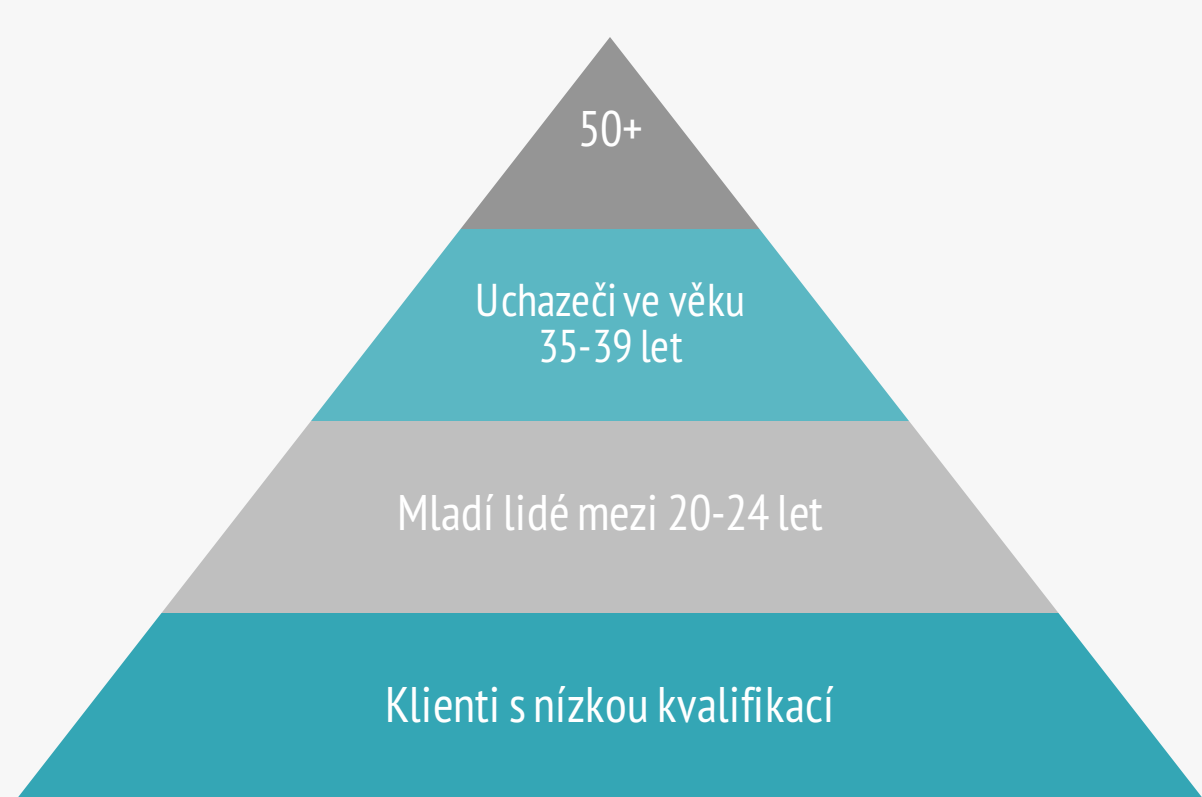 50+
Uchazeči ve věku
35-39 let
Mladí lidé mezi 20-24 let
Klienti s nízkou kvalifikací